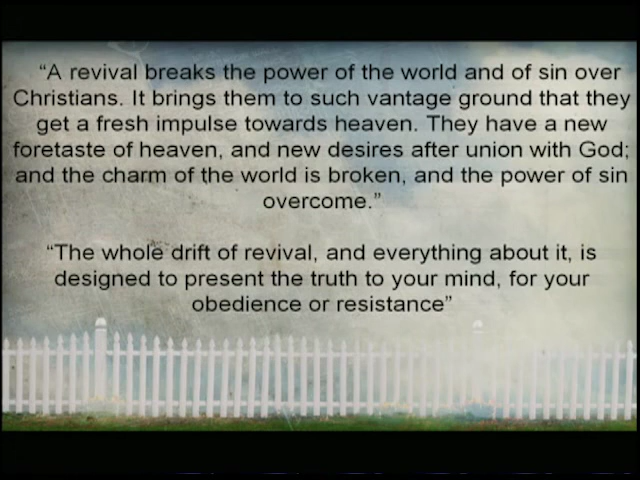 “A revival breaks the power of the world and of sin over
Christians. It brings them to such vantage ground that they
get a fresh impulse towards heaven. They have a new
foretaste of heaven, and new desires after union with God;
and the charm of the world is broken, and the power of sin
overcome.”
“The whole drift of revival, and everything about it, is
designed to present the truth to your mind, for your
obedience or resistance”